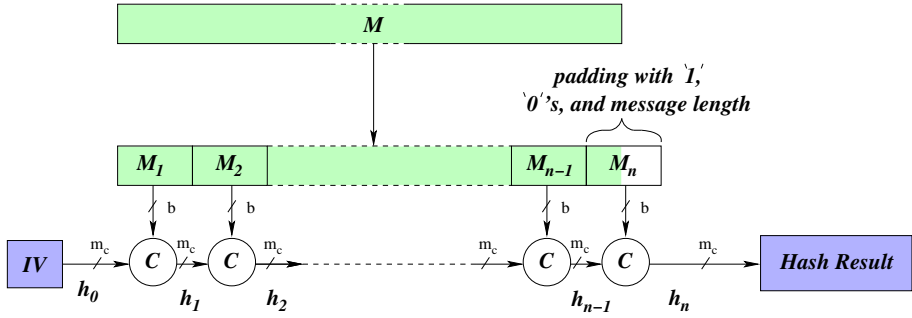 M
padding with '1,'
'0' 's, and message length
M1 M2 Mn−1 Mn
b b b b
mc mc mc mc mc mc
IV C C C C Hash Result
h0 h1 h2 hn−1 hn